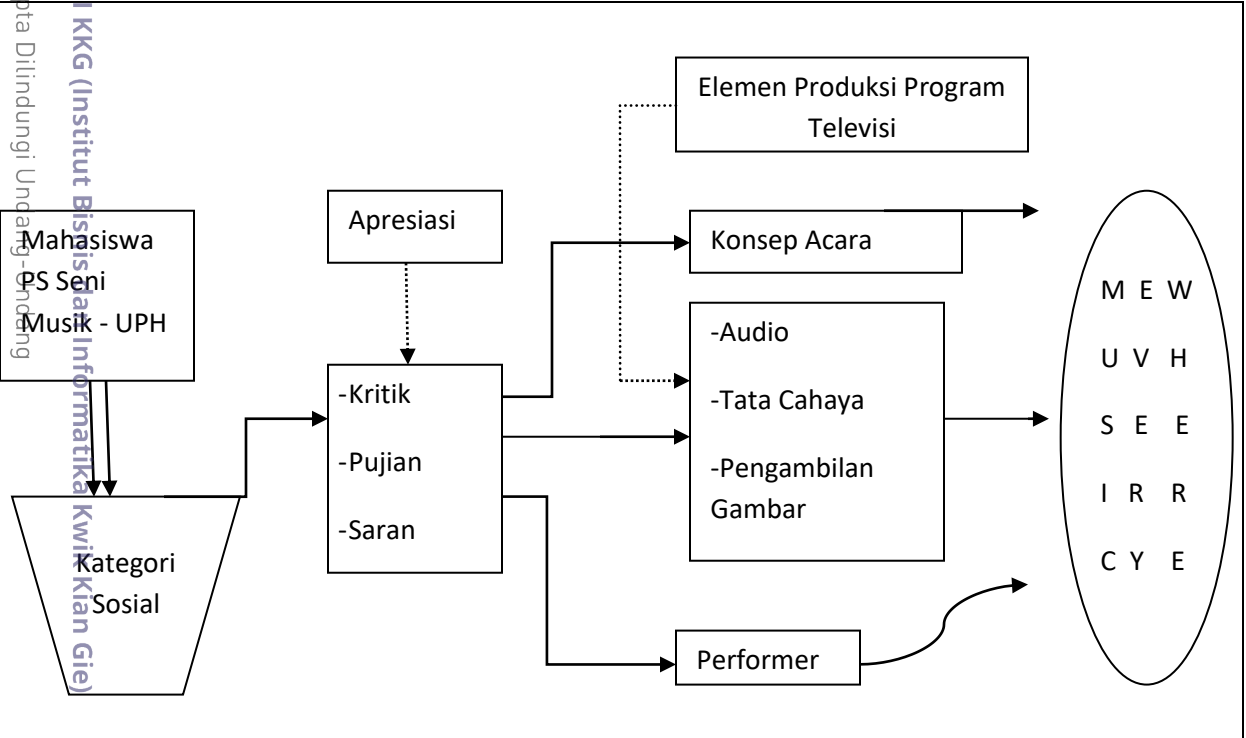 I KKG (Institut Bisnis dan Informatika Kwik Kian Gie)
pta Dilindungi Undang-Undang
Elemen Produksi Program
Televisi
Mahasiswa
PS Seni
Musik - UPH
Apresiasi
Konsep Acara
-Kritik
-Pujian
-Saran
-Audio
-Tata Cahaya
-Pengambilan
Gambar
Kategori
Sosial
Performer
M E W
U V H
S E E
I R R
C Y E